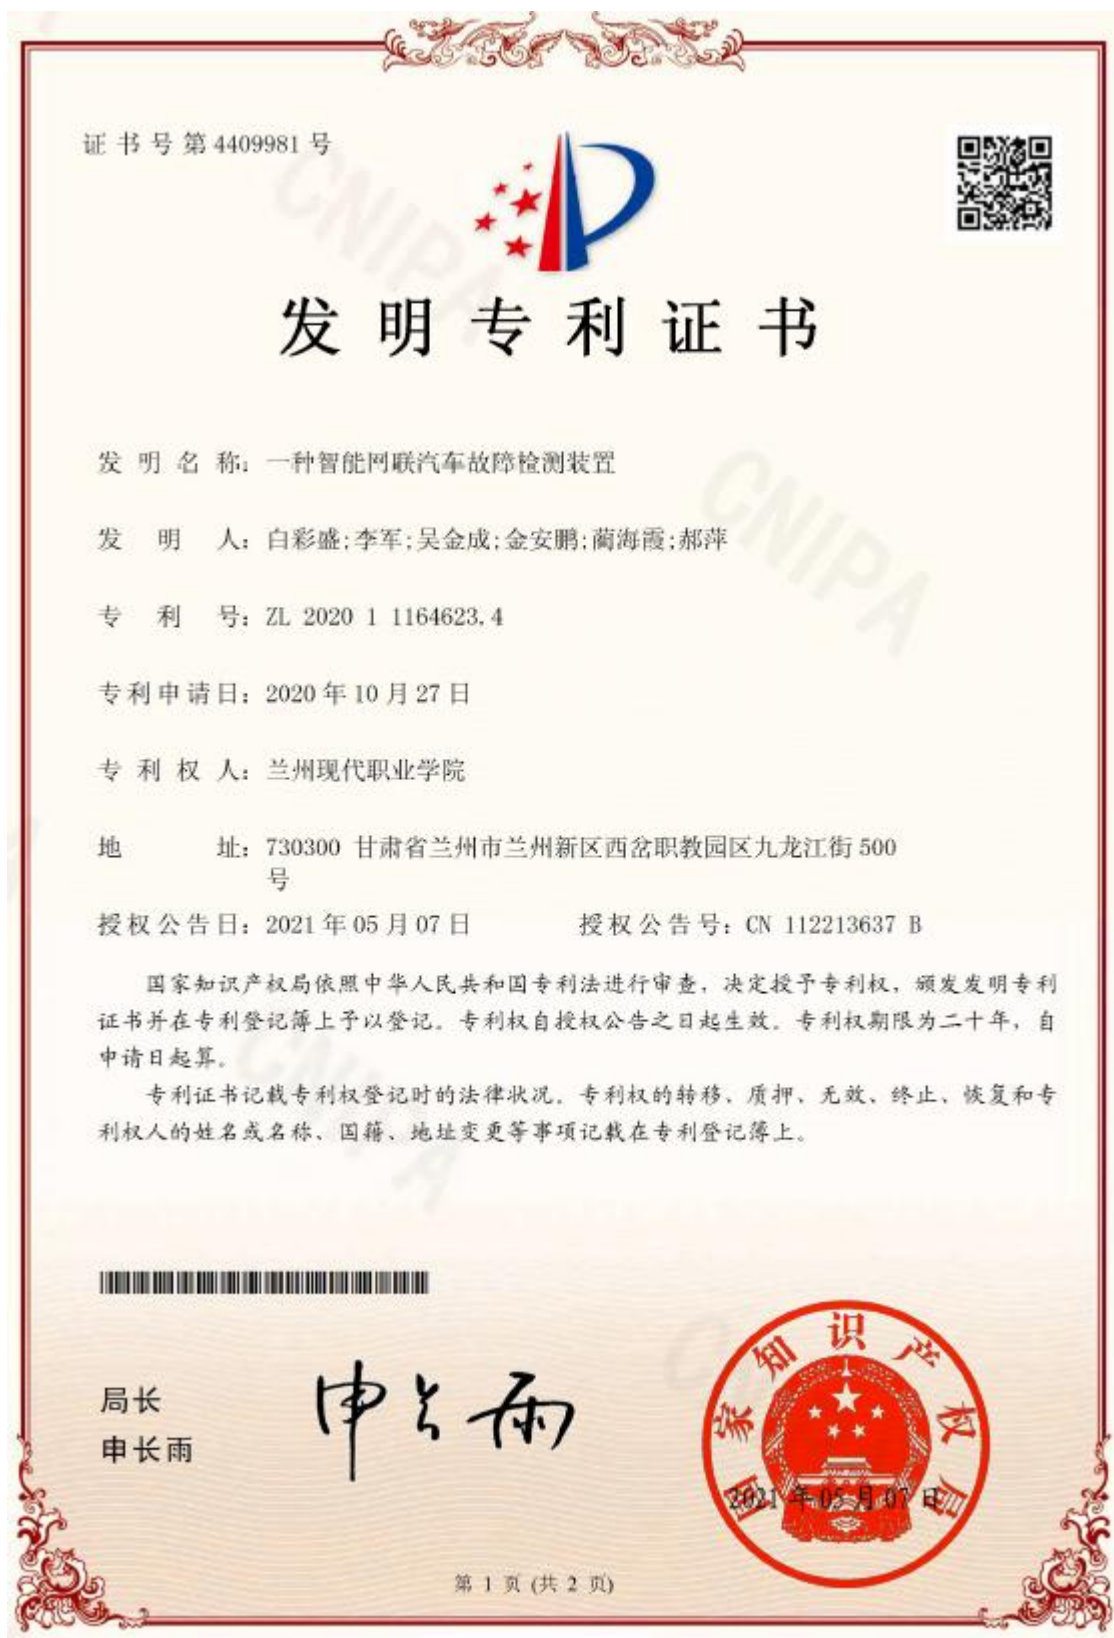 证书号第4409981号
发明专利证书
发明名称：一种智能网联汽车故障检测装置
发明人：白彩盛;李军;吴金成;金安鹏;蔺海霞;郝萍
专利号：ZL 2020 1 1164623.4
专利申请日：2020年10月27日
专利权人：兰州现代职业学院
地址：730300 甘肃省兰州市兰州新区西岔职教园区九龙江街500
号
授权公告日：2021年05月07日 授权公告号：CN 112213637 B
国家知识产权局依照中华人民共和国专利法进行审查，决定授予专利权，颁发发明专利
证书并在专利登记簿上予以登记。专利权自授权公告之日起生效。专利权期限为二十年，自
申请日起算。
专利证书记载专利权登记时的法律状况。专利权的转移、质押、无效、终止、恢复和专
利权人的姓名或名称、国籍、地址变更等事项记载在专利登记簿上。
局长
申长雨
申长雨
国家知识产权局
2021年05月07日
第 1 页 (共 2 页)
CNIPA
CNIPA
CNIPA
CNIPA